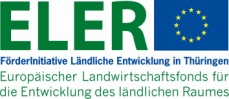 ELER
FörderInitiative Ländliche Entwicklung in Thüringen
Europäischer Landwirtschaftsfonds für
die Entwicklung des ländlichen Raumes